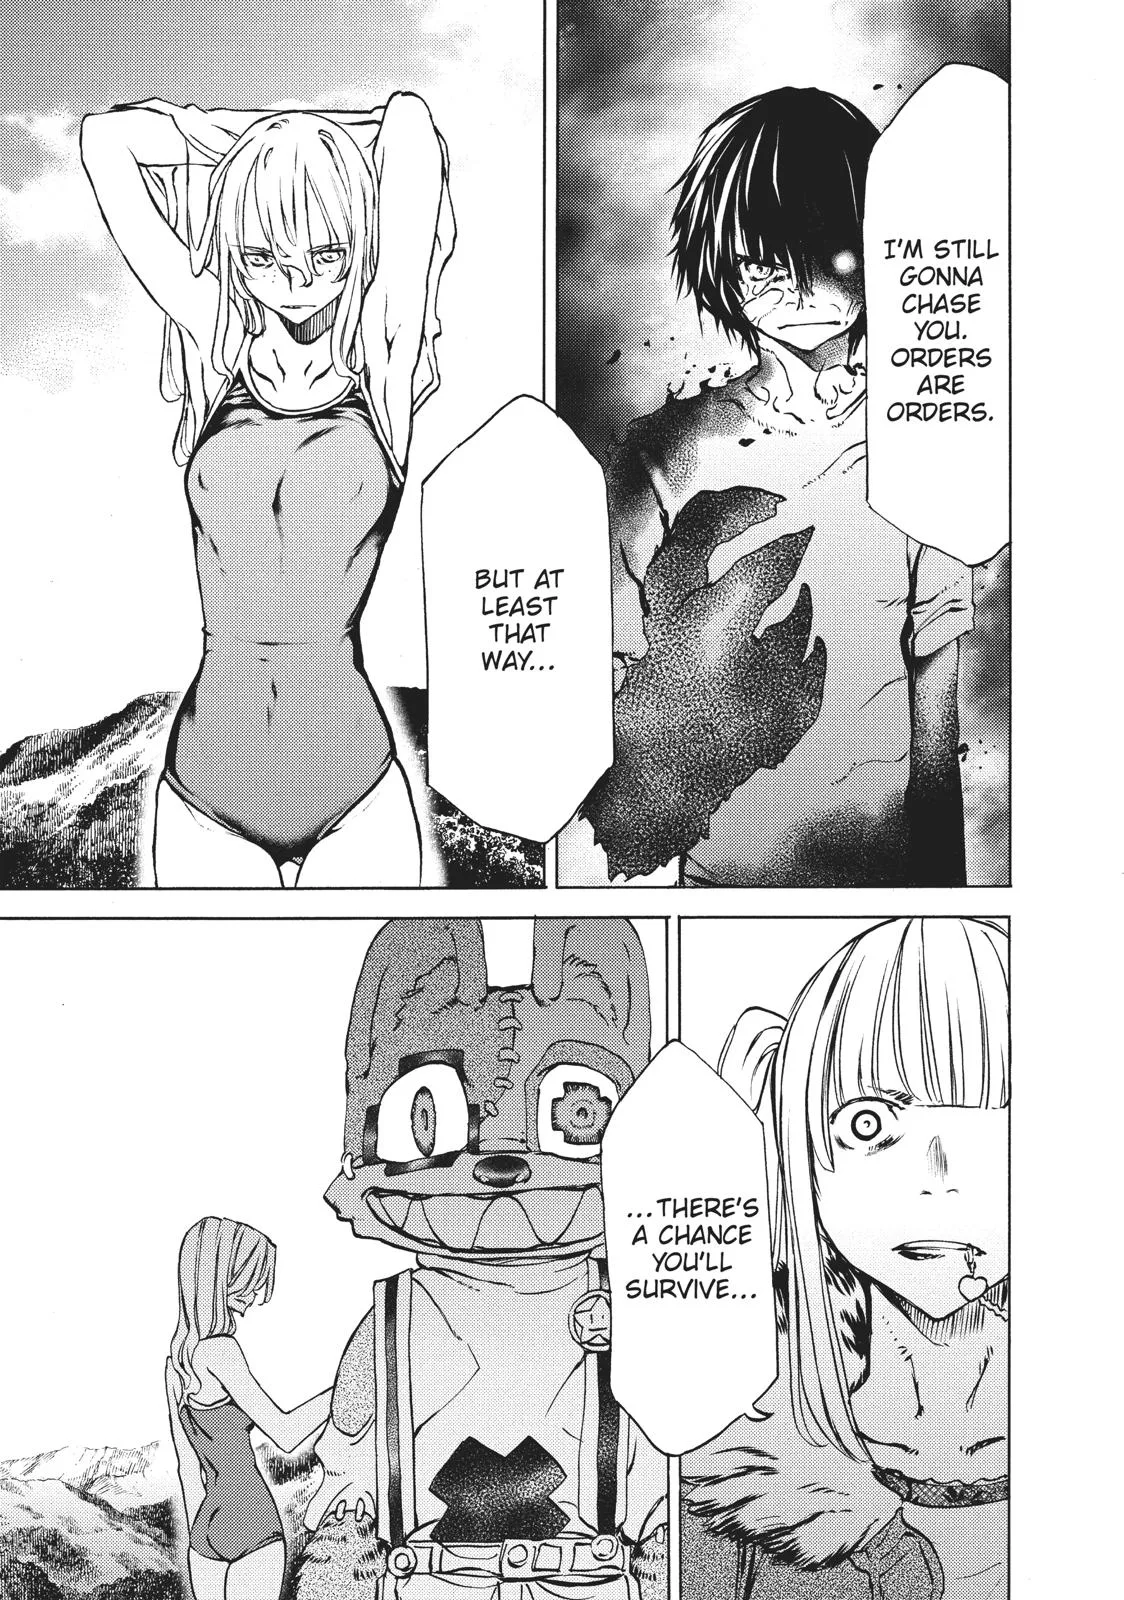 I'M STILL
GONNA
CHASE
YOU.
ORDERS
ARE
ORDERS.
BUT AT
LEAST
THAT
WAY...
...THERE'S
A CHANCE
YOU'LL
SURVIVE...